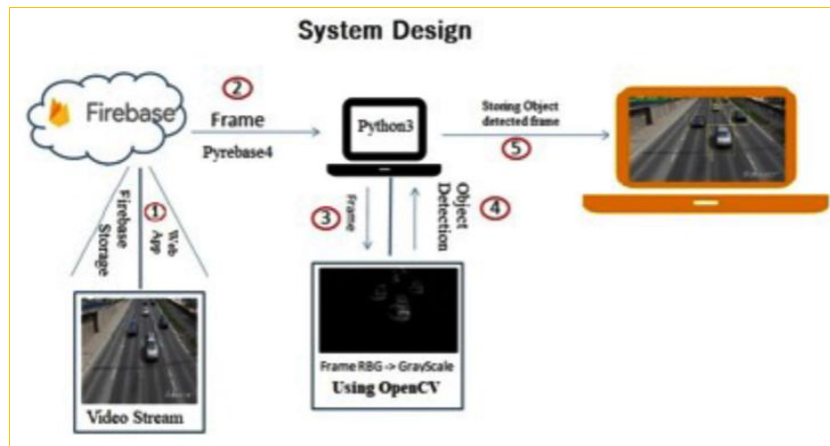 System Design
Firebase
②
Frame
Pyrebase4
Python3
Storing Object
detected frame
⑤
①
Firebase
Storage
Web
App
③
Frame
Object
Detection
④
Frame RBG -> GrayScale
Using OpenCV
Video Stream